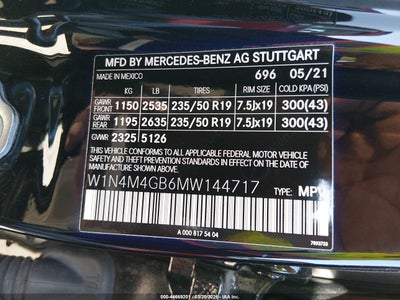 MFD BY MERCEDES-BENZ AG STUTTGART
MADE IN MEXICO 696 05/21
KG LB TIRES RIM SIZE COLD KPA (PSI)
GAWR FRONT 1150 2535 235/50 R19 7.5Jx19 300(43)
GAWR REAR 1195 2635 235/50 R19 7.5Jx19 300(43)
GVWR 2325 5126
THIS VEHICLE CONFORMS TO ALL APPLICABLE FEDERAL MOTOR VEHICLE
SAFETY, BUMPER, AND THEFT PREVENTION STANDARDS IN EFFECT ON THE
DATE OF MANUFACTURE SHOWN ABOVE.
W1N4M4GB6MW144717 TYPE: MPV
A 000 817 54 04